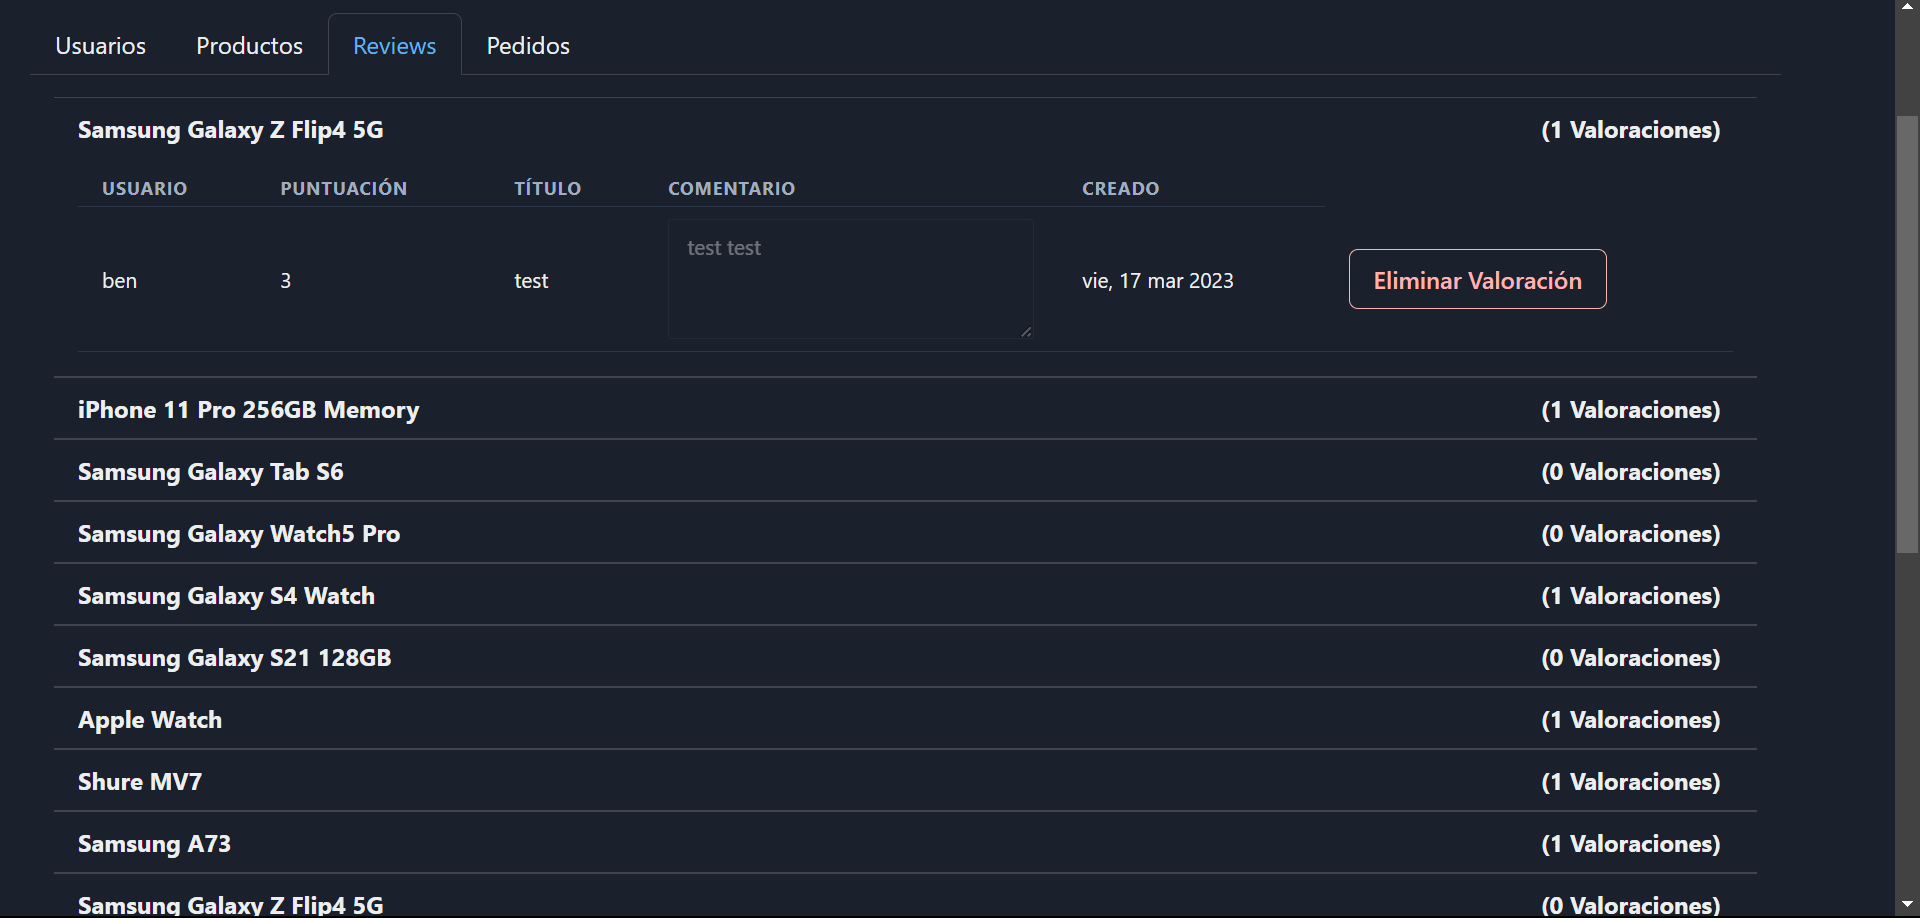 Usuarios Productos Reviews Pedidos
Samsung Galaxy Z Flip4 5G (1 Valoraciones)
USUARIO PUNTUACIÓN TÍTULO COMENTARIO CREADO
ben 3 test test test vie, 17 mar 2023 Eliminar Valoración
iPhone 11 Pro 256GB Memory (1 Valoraciones)
Samsung Galaxy Tab S6 (0 Valoraciones)
Samsung Galaxy Watch5 Pro (0 Valoraciones)
Samsung Galaxy S4 Watch (1 Valoraciones)
Samsung Galaxy S21 128GB (0 Valoraciones)
Apple Watch (1 Valoraciones)
Shure MV7 (1 Valoraciones)
Samsung A73 (1 Valoraciones)
Samsung Galaxy Z Flip4 5G (0 Valoraciones)